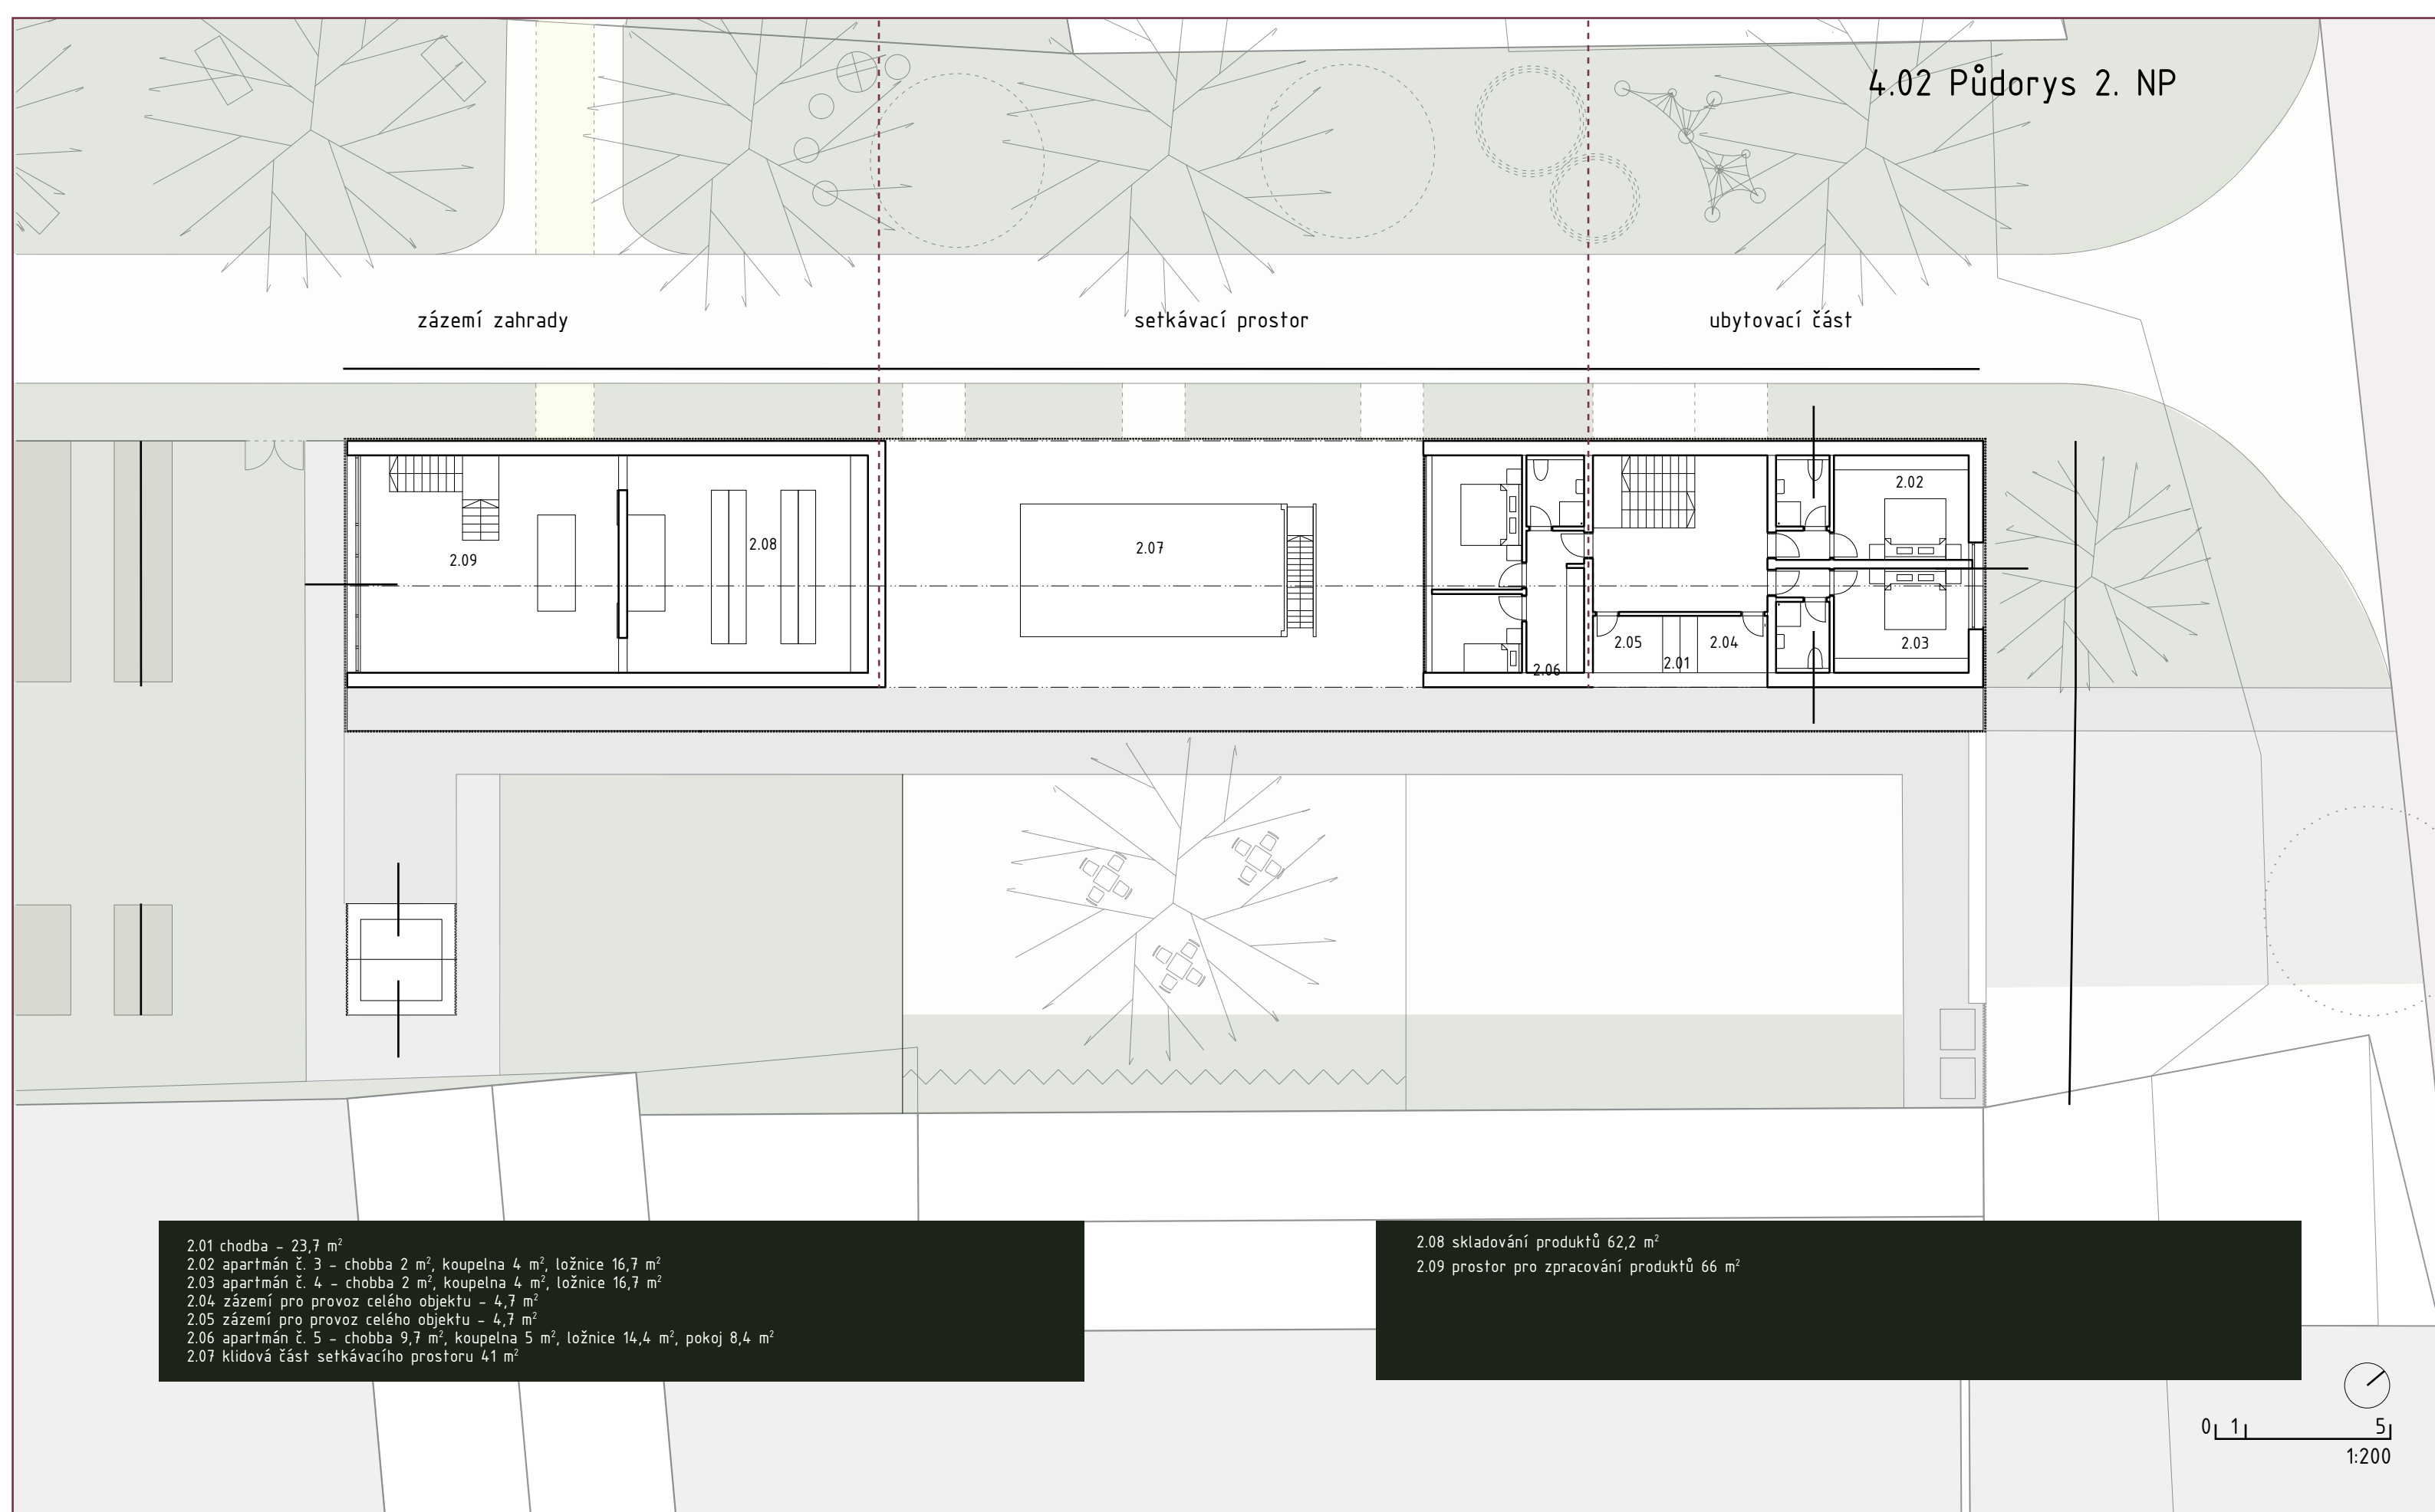 4.02 Půdorys 2. NP
zázemí zahrady
setkávací prostor
ubytovací část
2.02
2.09
2.08
2.07
2.05
2.04
2.03
2.01
2.06
2.01 chodba - 23,7 m²
2.02 apartmán č. 3 - chobba 2 m², koupelna 4 m², ložnice 16,7 m²
2.03 apartmán č. 4 - chobba 2 m², koupelna 4 m², ložnice 16,7 m²
2.04 zázemí pro provoz celého objektu - 4,7 m²
2.05 zázemí pro provoz celého objektu - 4,7 m²
2.06 apartmán č. 5 - chobba 9,7 m², koupelna 5 m², ložnice 14,4 m², pokoj 8,4 m²
2.07 klidová část setkávacího prostoru 41 m²
2.08 skladování produktů 62,2 m²
2.09 prostor pro zpracování produktů 66 m²
0 1 5
1:200